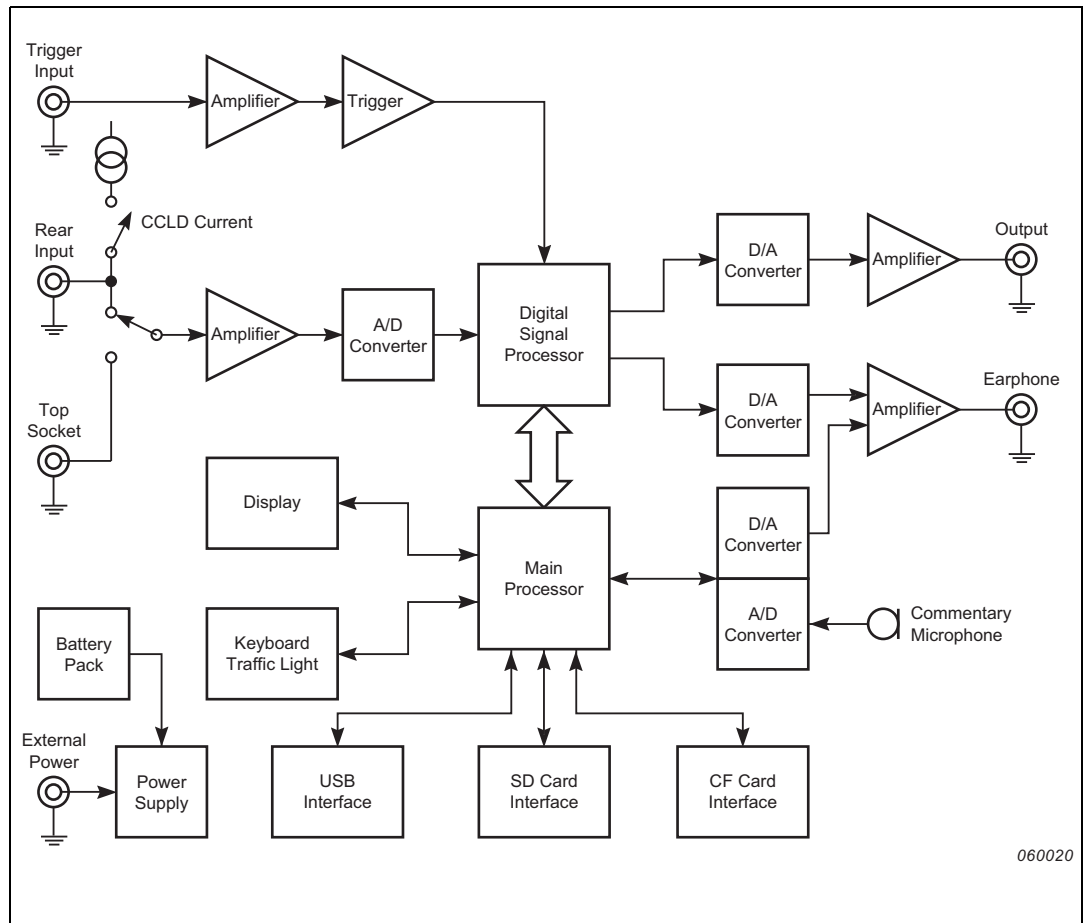 Trigger
Input
Amplifier
Trigger
CCLD Current
Rear
Input
Amplifier
A/D
Converter
Digital
Signal
Processor
D/A
Converter
Amplifier
Output
D/A
Converter
Amplifier
Earphone
Top
Socket
Display
Main
Processor
D/A
Converter
A/D
Converter
Commentary
Microphone
Battery
Pack
Keyboard
Traffic Light
External
Power
Power
Supply
USB
Interface
SD Card
Interface
CF Card
Interface
060020